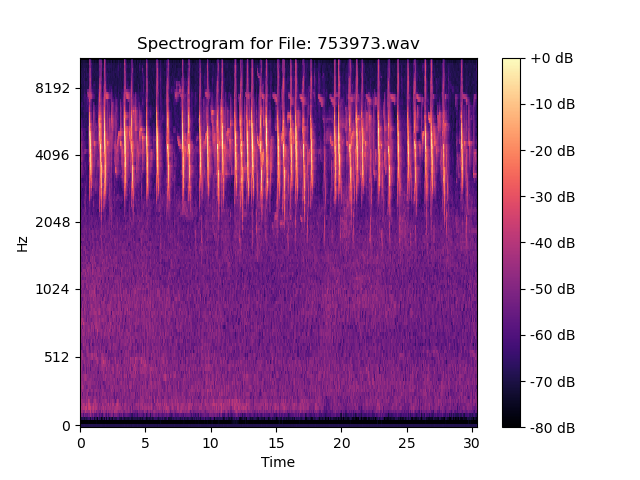 Spectrogram for File: 753973.wav
+0 dB
8192
-10 dB
4096
-20 dB
-30 dB
2048
-40 dB
Hz
1024
-50 dB
512
-60 dB
-70 dB
0
-80 dB
0 5 10 15 20 25 30
Time